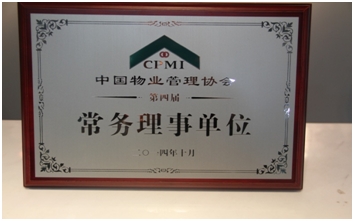 CPMI
中国物业管理协会
第四届
常务理事单位
二〇一四年十月